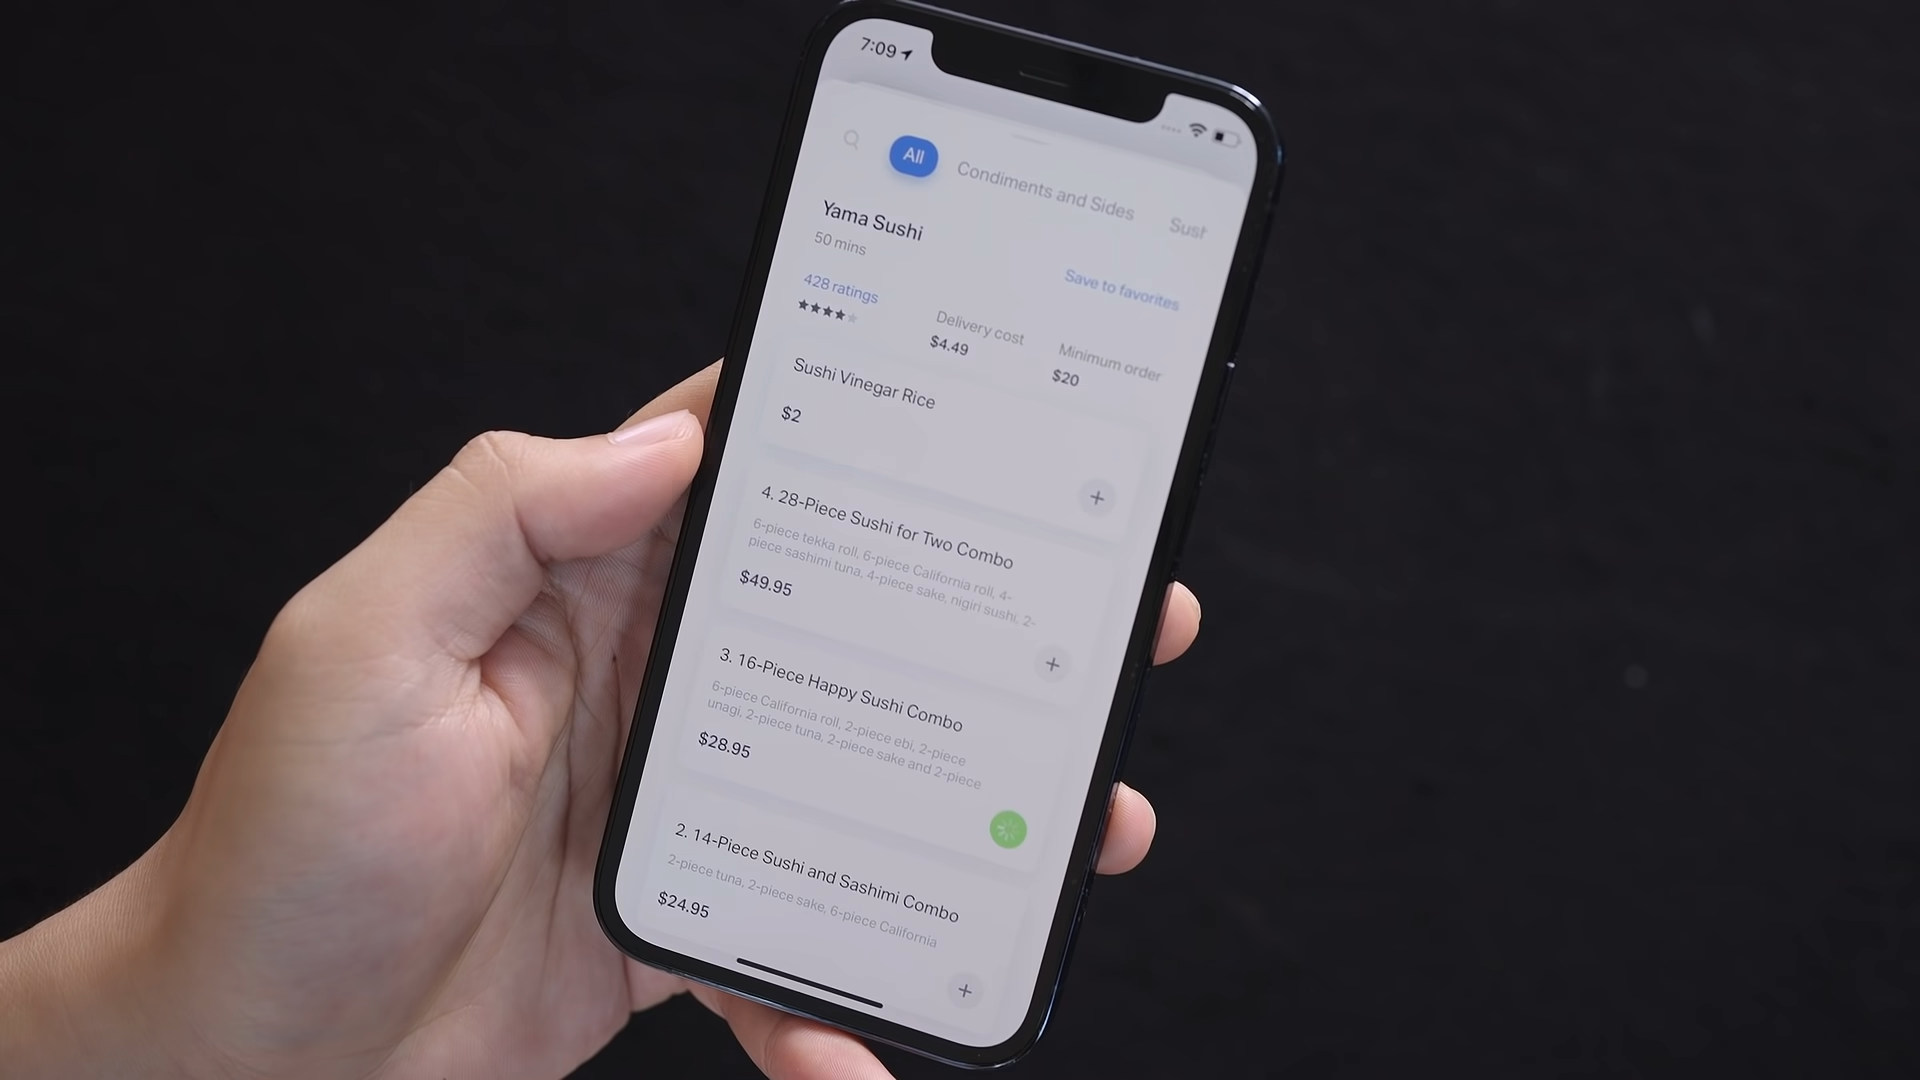 7:09
All
Condiments and Sides
Yama Sushi
50 mins
Save to favorites
428 ratings
Delivery cost
$4.49
Minimum order
$20
Sushi Vinegar Rice
$2
4. 28-Piece Sushi for Two Combo
6-piece tekka roll, 6-piece California roll, 4-
piece sashimi tuna, 4-piece sake, nigiri sushi, 2-
$49.95
3. 16-Piece Happy Sushi Combo
6-piece California roll, 2-piece ebi, 2-piece
unagi, 2-piece tuna, 2-piece sake and 2-piece
$28.95
2. 14-Piece Sushi and Sashimi Combo
2-piece tuna, 2-piece sake, 6-piece California
$24.95